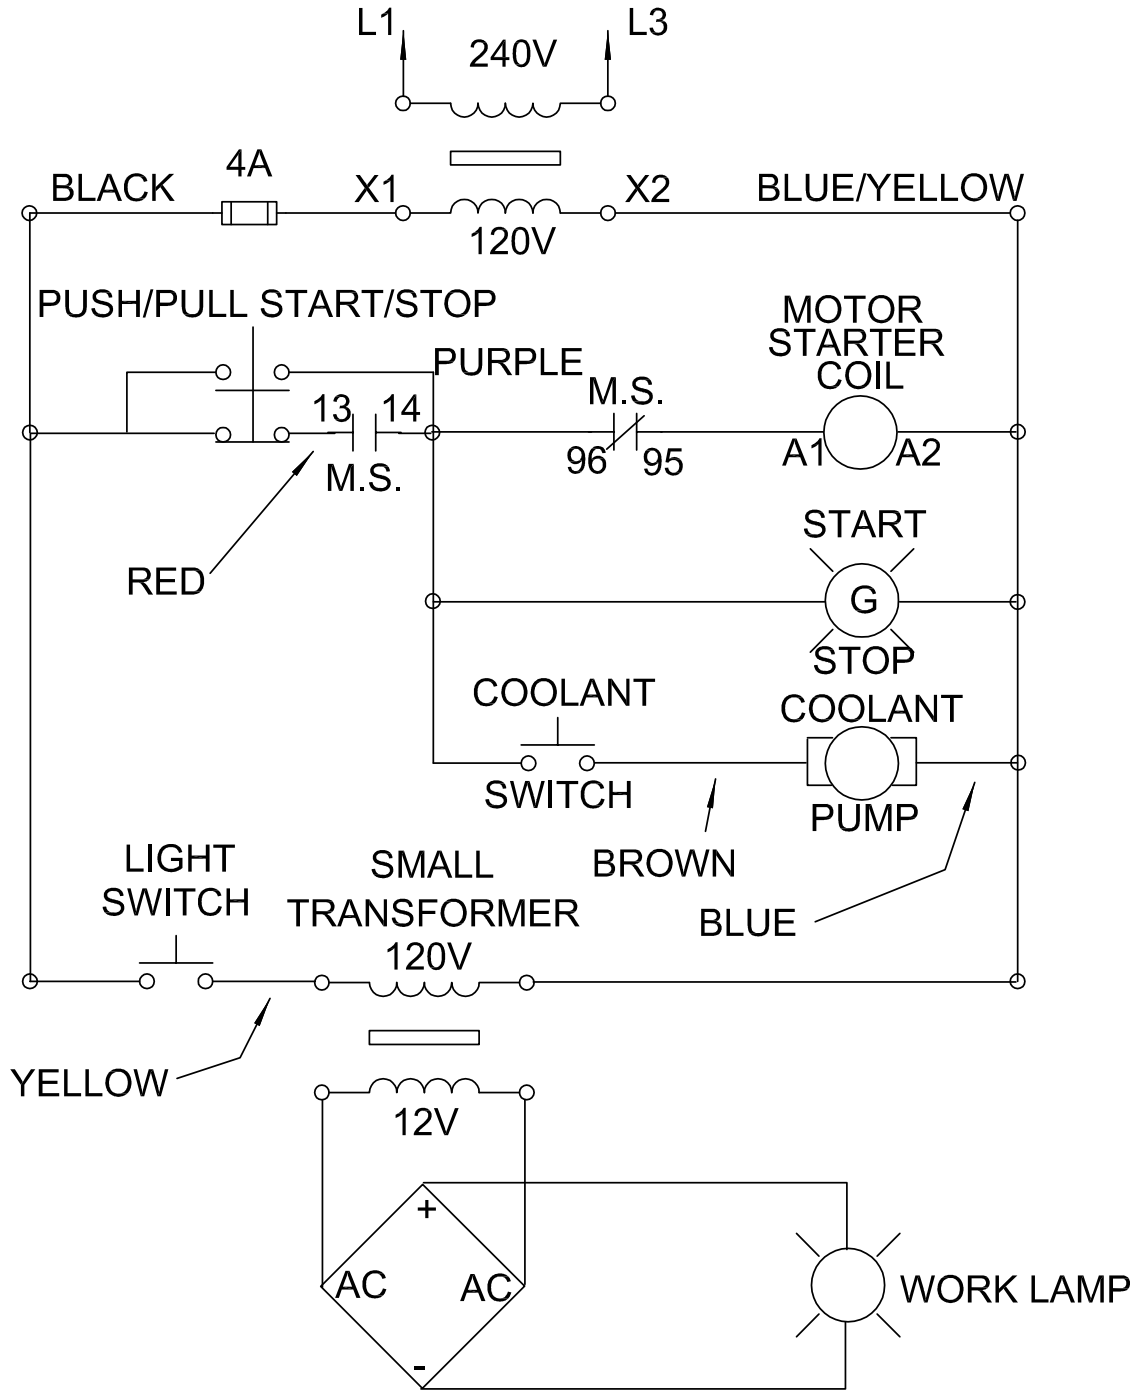 L1
L3
240V
4A
BLACK
X1
X2
BLUE/YELLOW
120V
PUSH/PULL START/STOP
MOTOR
STARTER
COIL
PURPLE
M.S.
13
14
96
95
A1
A2
M.S.
RED
START
G
STOP
COOLANT
COOLANT
SWITCH
PUMP
BROWN
BLUE
LIGHT
SWITCH
SMALL
TRANSFORMER
120V
YELLOW
12V
+
AC
AC
-
WORK LAMP